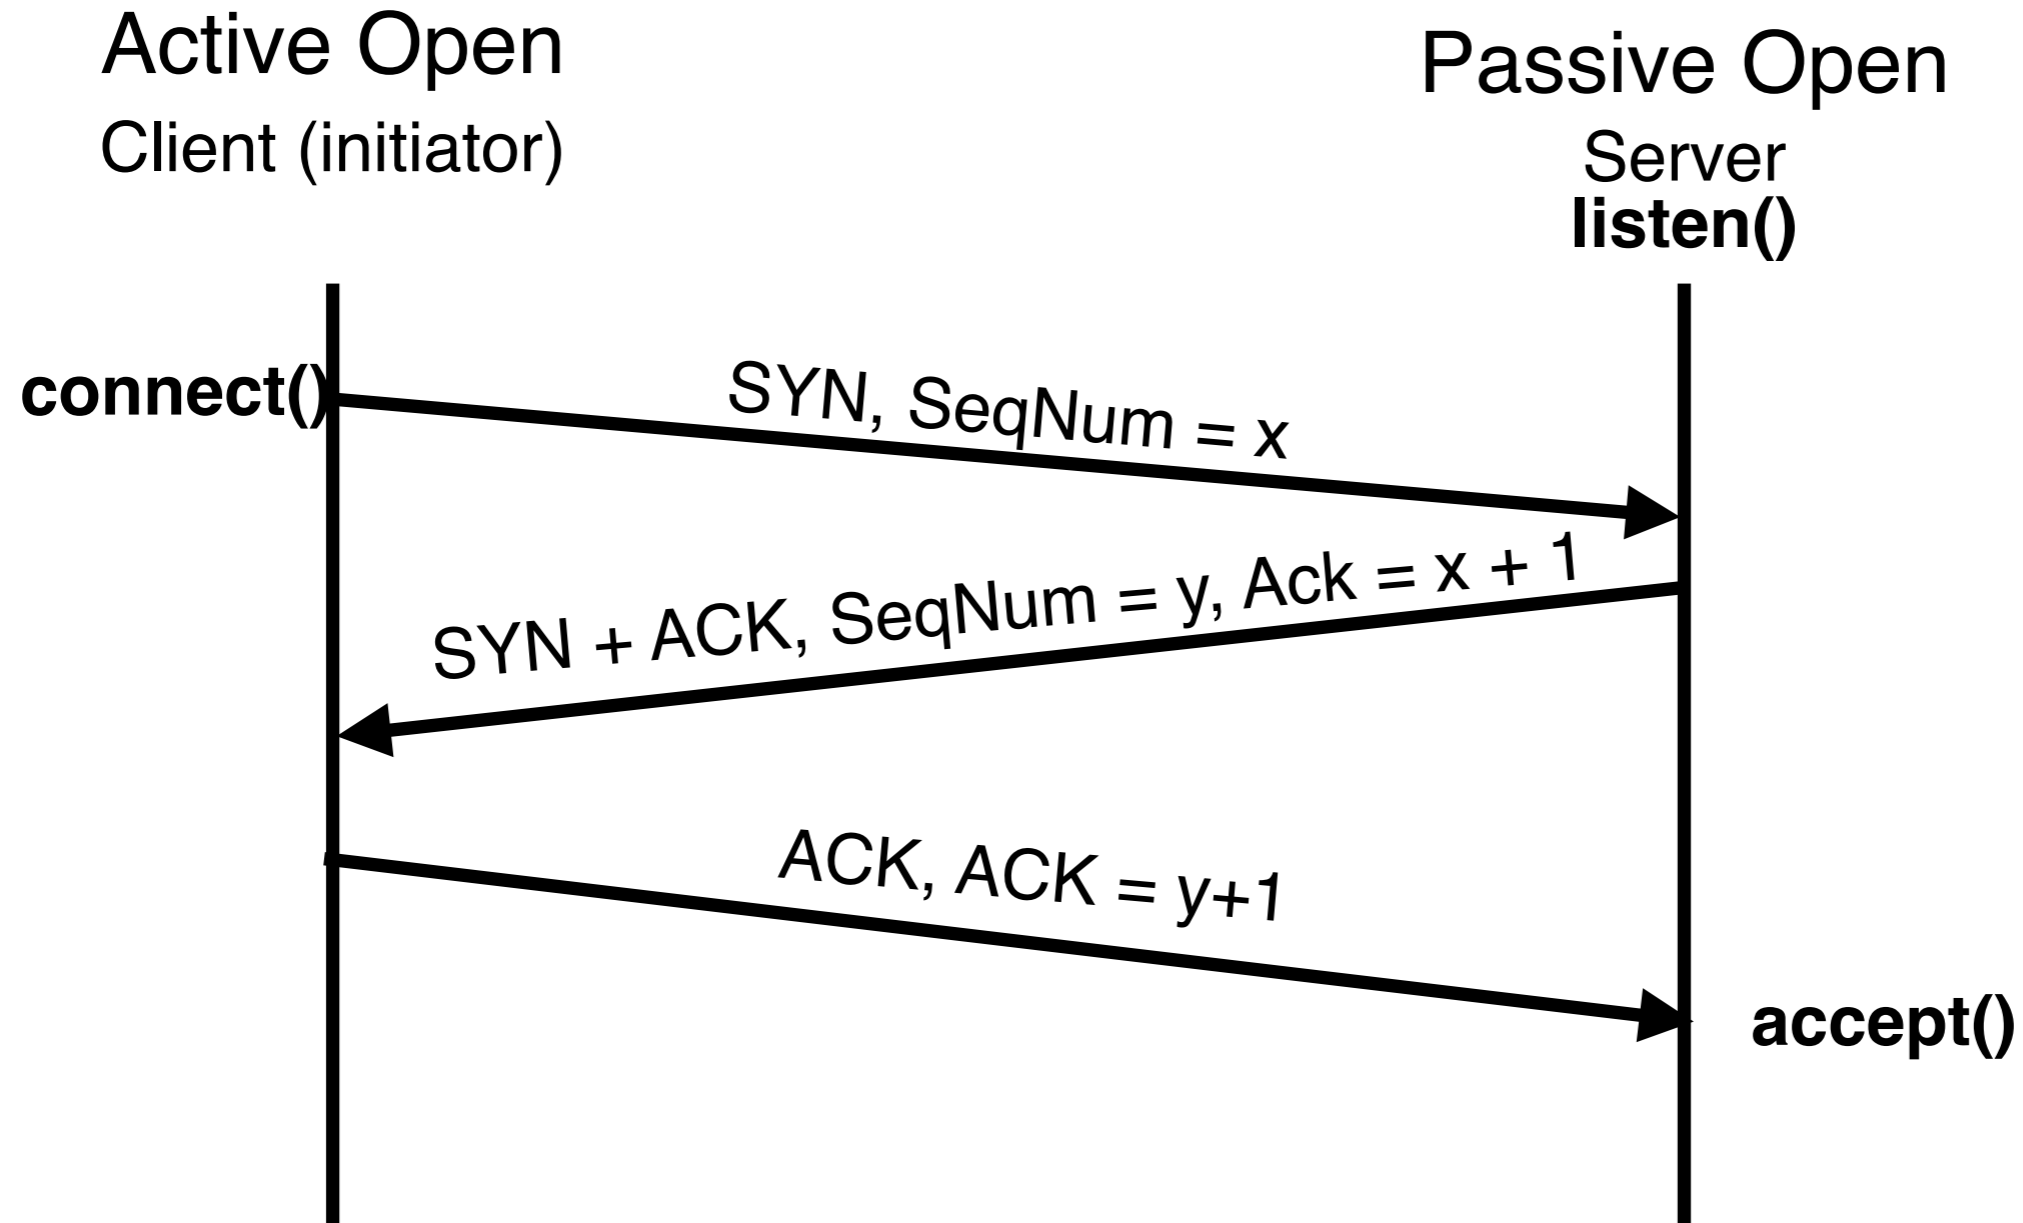 Active Open
Client (initiator)
Passive Open
Server
listen()
connect()
SYN, SeqNum = x
SYN + ACK, SeqNum = y, Ack = x + 1
ACK, ACK = y+1
accept()